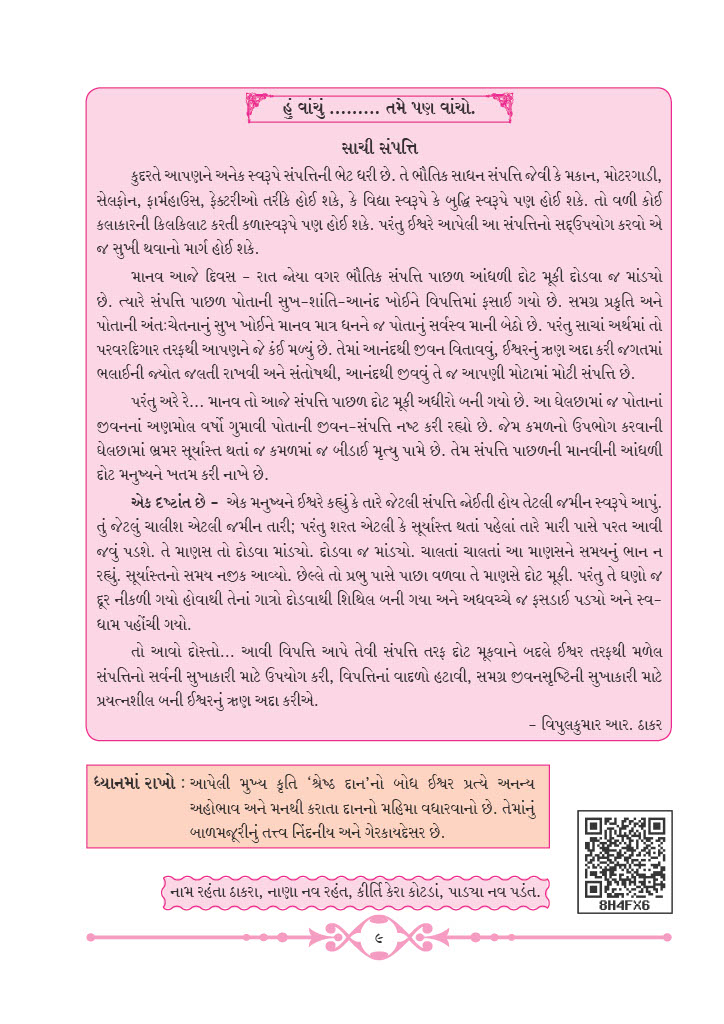 હું વાંચું ......... તમે પણ વાંચો.
સાચી સંપત્તિ
કુદરતે આપણને અનેક સ્વરૂપે સંપત્તિની ભેટ ધરી છે. તે ભૌતિક સાધન સંપત્તિ જેવી કે મકાન, મોટરગાડી,
સેલફોન, ફાર્મહાઉસ, ફેક્ટરીઓ તરીકે હોઈ શકે, કે વિદ્યા સ્વરૂપે કે બુદ્ધિ સ્વરૂપે પણ હોઈ શકે. તો વળી કોઈ
કલાકારની કિલકિલાટ કરતી કળાસ્વરૂપે પણ હોઈ શકે. પરંતુ ઈશ્વરે આપેલી આ સંપત્તિનો સદ્ઉપયોગ કરવો એ
જ સુખી થવાનો માર્ગ હોઈ શકે.
માનવ આજે દિવસ - રાત જોયા વગર ભૌતિક સંપત્તિ પાછળ આંધળી દોટ મૂકી દોડવા જ માંડ્યો
છે. ત્યારે સંપત્તિ પાછળ પોતાની સુખ-શાંતિ-આનંદ ખોઈને વિપત્તિમાં ફસાઈ ગયો છે. સમગ્ર પ્રકૃતિ અને
પોતાની અંતઃચેતનાનું સુખ ખોઈને માનવ માત્ર ધનને જ પોતાનું સર્વસ્વ માની બેઠો છે. પરંતુ સાચાં અર્થમાં તો
પરવરદિગાર તરફથી આપણને જે કંઈ મળ્યું છે. તેમાં આનંદથી જીવન વિતાવવું, ઈશ્વરનું ઋણ અદા કરી જગતમાં
ભલાઈની જ્યોત જલતી રાખવી અને સંતોષથી, આનંદથી જીવવું તે જ આપણી મોટામાં મોટી સંપત્તિ છે.
પરંતુ અરે રે... માનવ તો આજે સંપત્તિ પાછળ દોટ મૂકી અધીરો બની ગયો છે. આ ઘેલછામાં જ પોતાનાં
જીવનનાં અણમોલ વર્ષો ગુમાવી પોતાની જીવન-સંપત્તિ નષ્ટ કરી રહ્યો છે. જેમ કમળનો ઉપભોગ કરવાની
ઘેલછામાં ભ્રમર સૂર્યાસ્ત થતાં જ કમળમાં જ બીડાઈ મૃત્યુ પામે છે. તેમ સંપત્તિ પાછળની માનવીની આંધળી
દોટ મનુષ્યને ખતમ કરી નાખે છે.
એક દષ્ટાંત છે - એક મનુષ્યને ઈશ્વરે કહ્યું કે તારે જેટલી સંપત્તિ જોઈતી હોય તેટલી જમીન સ્વરૂપે આપું.
તું જેટલું ચાલીશ એટલી જમીન તારી; પરંતુ શરત એટલી કે સૂર્યાસ્ત થતાં પહેલાં તારે મારી પાસે પરત આવી
જવું પડશે. તે માણસ તો દોડવા માંડ્યો. દોડવા જ માંડ્યો. ચાલતાં ચાલતાં આ માણસને સમયનું ભાન ન
રહ્યું. સૂર્યાસ્તનો સમય નજીક આવ્યો. છેલ્લે તો પ્રભુ પાસે પાછા વળવા તે માણસે દોટ મૂકી. પરંતુ તે ઘણો જ
દૂર નીકળી ગયો હોવાથી તેનાં ગાત્રો દોડવાથી શિથિલ બની ગયા અને અધવચ્ચે જ ફસડાઈ પડ્યો અને સ્વ-
ધામ પહોંચી ગયો.
તો આવો દોસ્તો... આવી વિપત્તિ આપે તેવી સંપત્તિ તરફ દોટ મૂકવાને બદલે ઈશ્વર તરફથી મળેલ
સંપત્તિનો સર્વની સુખાકારી માટે ઉપયોગ કરી, વિપત્તિનાં વાદળો હટાવી, સમગ્ર જીવનસૃષ્ટિની સુખાકારી માટે
પ્રયત્નશીલ બની ઈશ્વરનું ઋણ અદા કરીએ.
- વિપુલકુમાર આર. ઠાકર
ધ્યાનમાં રાખો : આપેલી મુખ્ય કૃતિ ‘શ્રેષ્ઠ દાન’નો બોધ ઈશ્વર પ્રત્યે અનન્ય
અહોભાવ અને મનથી કરાતા દાનનો મહિમા વધારવાનો છે. તેમાંનું
બાળમજૂરીનું તત્ત્વ નિંદનીય અને ગેરકાયદેસર છે.
8H4FX6
નામ રહંતા ઠાકરા, નાણા નવ રહંત, કીર્તિ કેરા કોટડાં, પાડ્યા નવ પડંત.
૯